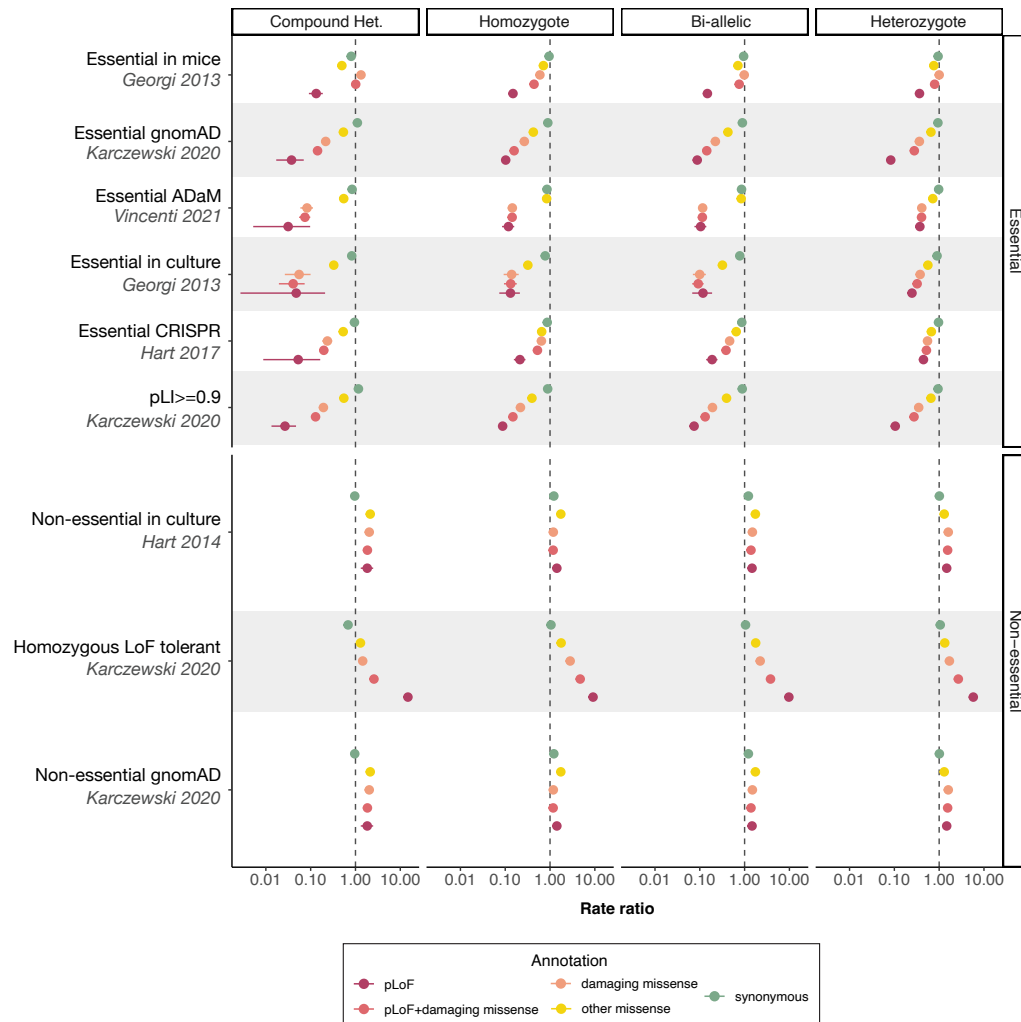 Compound Het.
Homozygote
Bi-allelic
Heterozygote
Essential in mice
Georgi 2013
Essential gnomAD
Karczewski 2020
Essential ADaM
Vincenti 2021
Essential in culture
Georgi 2013
Essential CRISPR
Hart 2017
pLI>=0.9
Karczewski 2020
Essential
Non-essential in culture
Hart 2014
Homozygous LoF tolerant
Karczewski 2020
Non-essential gnomAD
Karczewski 2020
Non−essential
0.01 0.10 1.00 10.00 0.01 0.10 1.00 10.00 0.01 0.10 1.00 10.00 0.01 0.10 1.00 10.00
Rate ratio
Annotation
pLoF
pLoF+damaging missense
damaging missense
other missense
synonymous